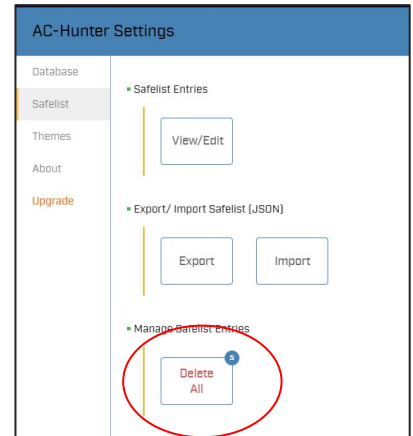 AC-Hunter Settings
Database
Safelist
Themes
About
Upgrade
Safelist Entries
View/Edit
Export/ Import Safelist (JSON)
Export
Import
Manage Safelist Entries
S
Delete
All